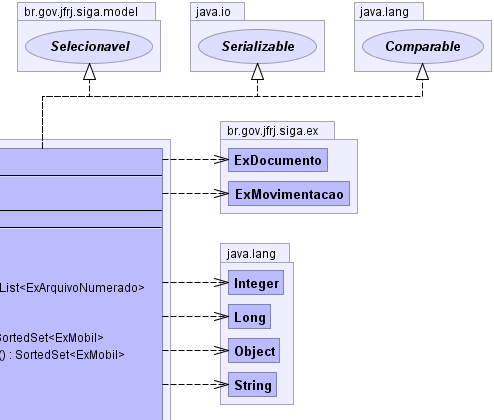 br.gov.jfrj.siga.model
java.io
java.lang
Selecionavel
Serializable
Comparable
br.gov.jfrj.siga.ex
ExDocumento
ExMovimentacao
java.lang
List<ExArquivoNumerado>
Integer
Long
SortedSet<ExMobil>
() : SortedSet<ExMobil>
Object
String